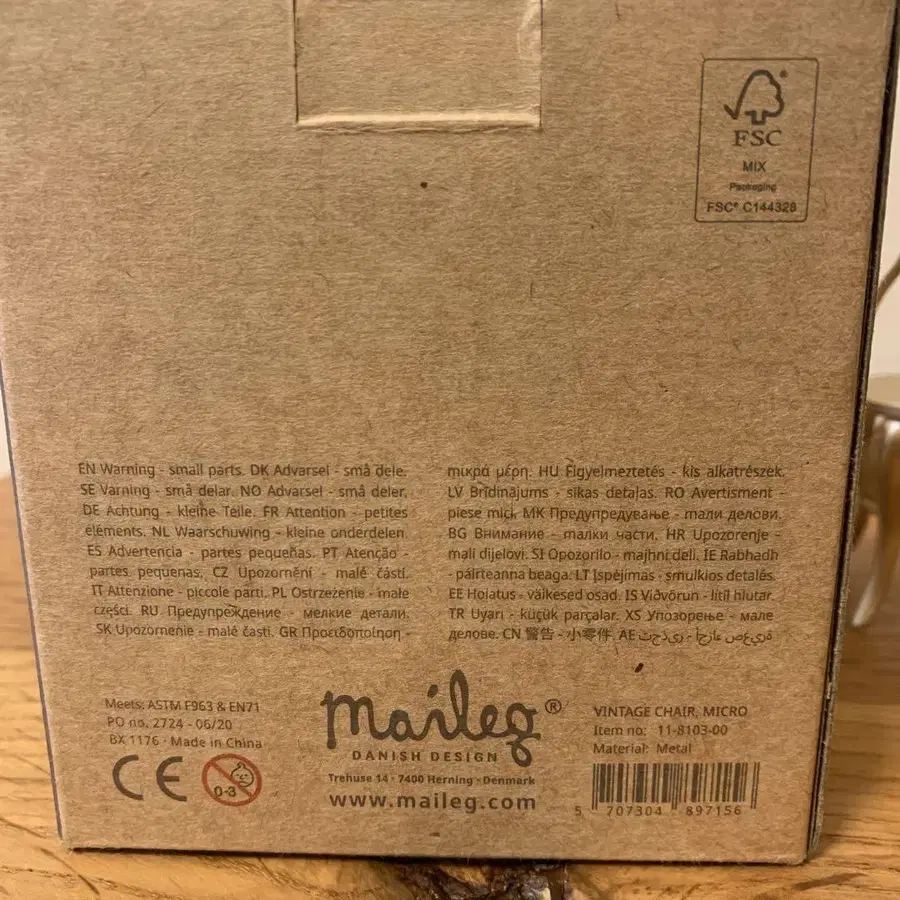 FSC®
MIX
Packaging
FSC® C144328
EN Warning - small parts. DK Advarsel - små dele.
SE Varning - små delar. NO Advarsel - små deler.
DE Achtung - kleine Teile. FR Attention - petites
eléments. NL Waarschuwing - kleine onderdelen.
ES Advertencia - partes pequeñas. PT Atenção -
partes pequenas. CZ Upozornění - malé části.
IT Attenzione - piccole parti. PL Ostrzeżenie - małe
części. RU Предупреждение - мелкие детали.
SK Upozornenie - malé časti. GR Προειδοποίηση -
mικρά μέρη. HU Figyelmeztetés - kis alkatrészek.
LV Brīdinājums - sīkas detaļas. RO Avertisment -
piese mici. MK Предупредување - мали делови.
BG Внимание - малки части. HR Upozorenje -
mali dijelovi. SI Opozorilo - majhni deli. IE Rabhadh
- páirteanna beaga. LT Įspėjimas - smulkios detalės.
EE Hoiatus - väikesed osad. IS Viðvörun - lítil hlutar.
TR Uyarı - küçük parçalar. XS Упозорење - мале
делове. CN 警告 - 小零件. AE
Meets: ASTM F963 & EN71
PO no. 2724 - 06/20
BX 1176 · Made in China
CE
0-3
maileg®
DANISH DESIGN
Trehuse 14 · 7400 Herning · Denmark
www.maileg.com
VINTAGE CHAIR, MICRO
Item no: 11-8103-00
Material: Metal
5 707304 897156